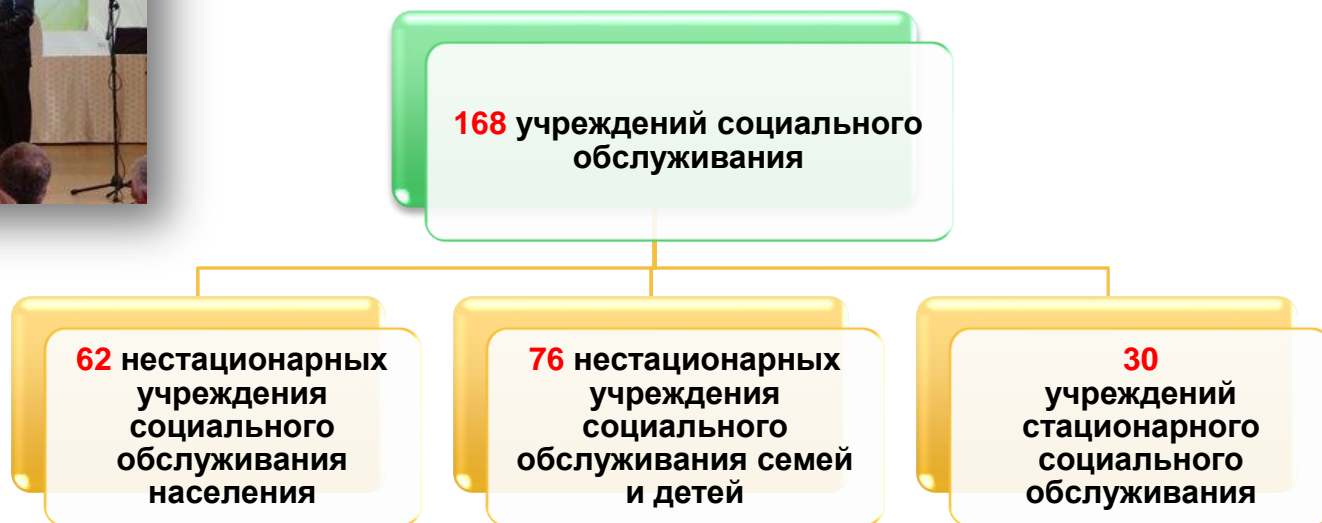 168 учреждений социального
обслуживания
62 нестационарных
учреждения
социального
обслуживания
населения
76 нестационарных
учреждения
социального
обслуживания семей
и детей
30
учреждений
стационарного
социального
обслуживания